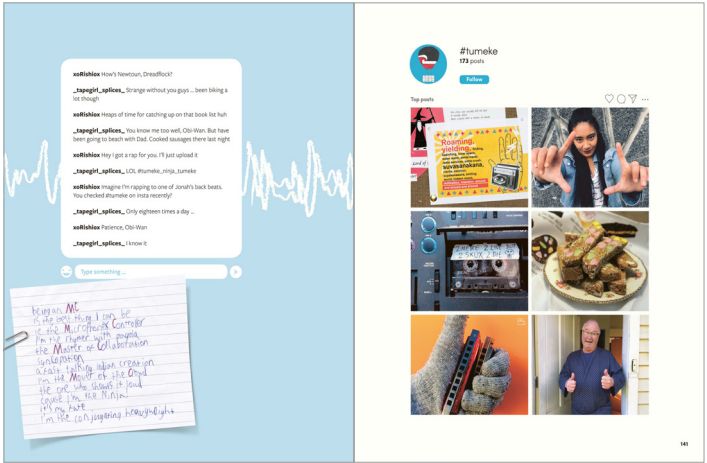 xoRishiox How's Newtoun, Dreadflock?
_tapegirl_splices_ Strange without you guys ... been biking a
lot though
xoRishiox Heaps of time for catching up on that book list huh
_tapegirl_splices_ You know me too well, Obi-Wan. But have
been going to beach with Dad. Cooked sausages there last night
xoRishiox Hey I got a rap for you. I'll just upload it
_tapegirl_splices_ LOL #tumeke_ninja_tumeke
xoRishiox Imagine I'm rapping to one of Jonah's back beats.
You checked #tumeke on insta recently?
_tapegirl_splices_ Only eighteen times a day ...
xoRishiox Patience, Obi-Wan
_tapegirl_splices_ I know it
Type something ...
being an MC
is the best thing I can be
ie the Microphone Controller
I'm the rhymer with payola
the Master of Collaboration
synkopation
a fast talking indian creation
I'm the Mover of the Crowd
the one who shouts it loud
cause I'm the Ninja
it's my fate
I'm the conjugating heavyweight
#tumeke
173 posts
Follow
Top posts
Roaming,
yielding,
suvasanakana,
141